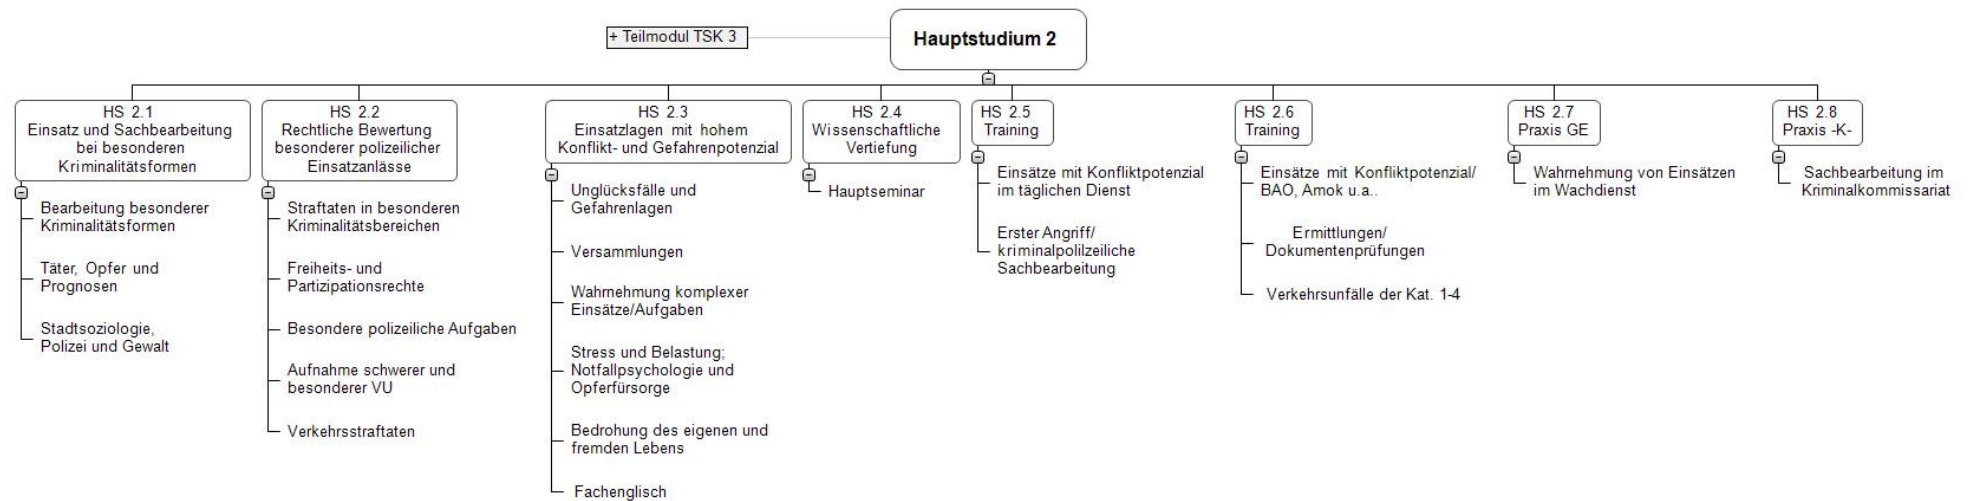 + Teilmodul TSK 3
Hauptstudium 2
HS 2.1
Einsatz und Sachbearbeitung
bei besonderen
Kriminalitätsformen
Bearbeitung besonderer
Kriminalitätsformen
Täter, Opfer und
Prognosen
Stadtsoziologie,
Polizei und Gewalt
HS 2.2
Rechtliche Bewertung
besonderer polizeilicher
Einsatzanlässe
Straftaten in besonderen
Kriminalitätsbereichen
Freiheits- und
Partizipationsrechte
Besondere polizeiliche Aufgaben
Aufnahme schwerer und
besonderer VU
Verkehrsstraftaten
HS 2.3
Einsatzlagen mit hohem
Konflikt- und Gefahrenpotenzial
Unglücksfälle und
Gefahrenlagen
Versammlungen
Wahrnehmung komplexer
Einsätze/Aufgaben
Stress und Belastung;
Notfallpsychologie und
Opferfürsorge
Bedrohung des eigenen und
fremden Lebens
Fachenglisch
HS 2.4
Wissenschaftliche
Vertiefung
Hauptseminar
HS 2.5
Training
Einsätze mit Konfliktpotenzial
im täglichen Dienst
Erster Angriff/
kriminalpolilzeiliche
Sachbearbeitung
HS 2.6
Training
Einsätze mit Konfliktpotenzial/
BAO, Amok u.a..
Ermittlungen/
Dokumentenprüfungen
Verkehrsunfälle der Kat. 1-4
HS 2.7
Praxis GE
Wahrnehmung von Einsätzen
im Wachdienst
HS 2.8
Praxis -K-
Sachbearbeitung im
Kriminalkommissariat